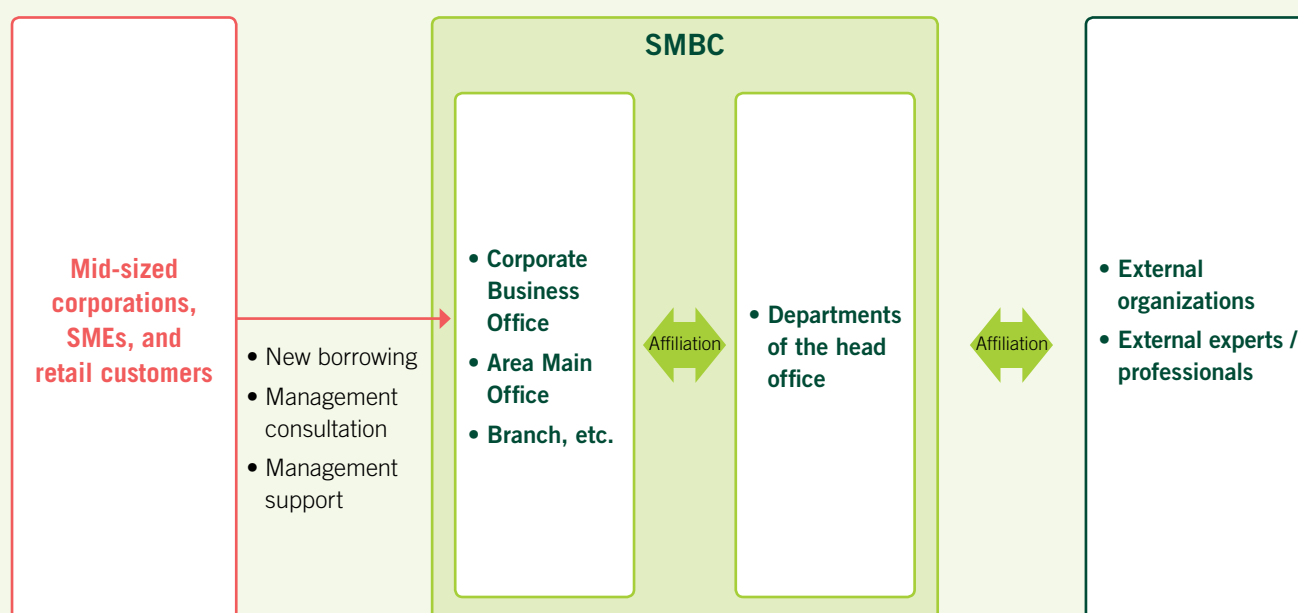 SMBC
Mid-sized
corporations,
SMEs, and
retail customers
• New borrowing
• Management
consultation
• Management
support
• Corporate
Business
Office
• Area Main
Office
• Branch, etc.
Affiliation
• Departments
of the head
office
Affiliation
• External
organizations
• External experts /
professionals